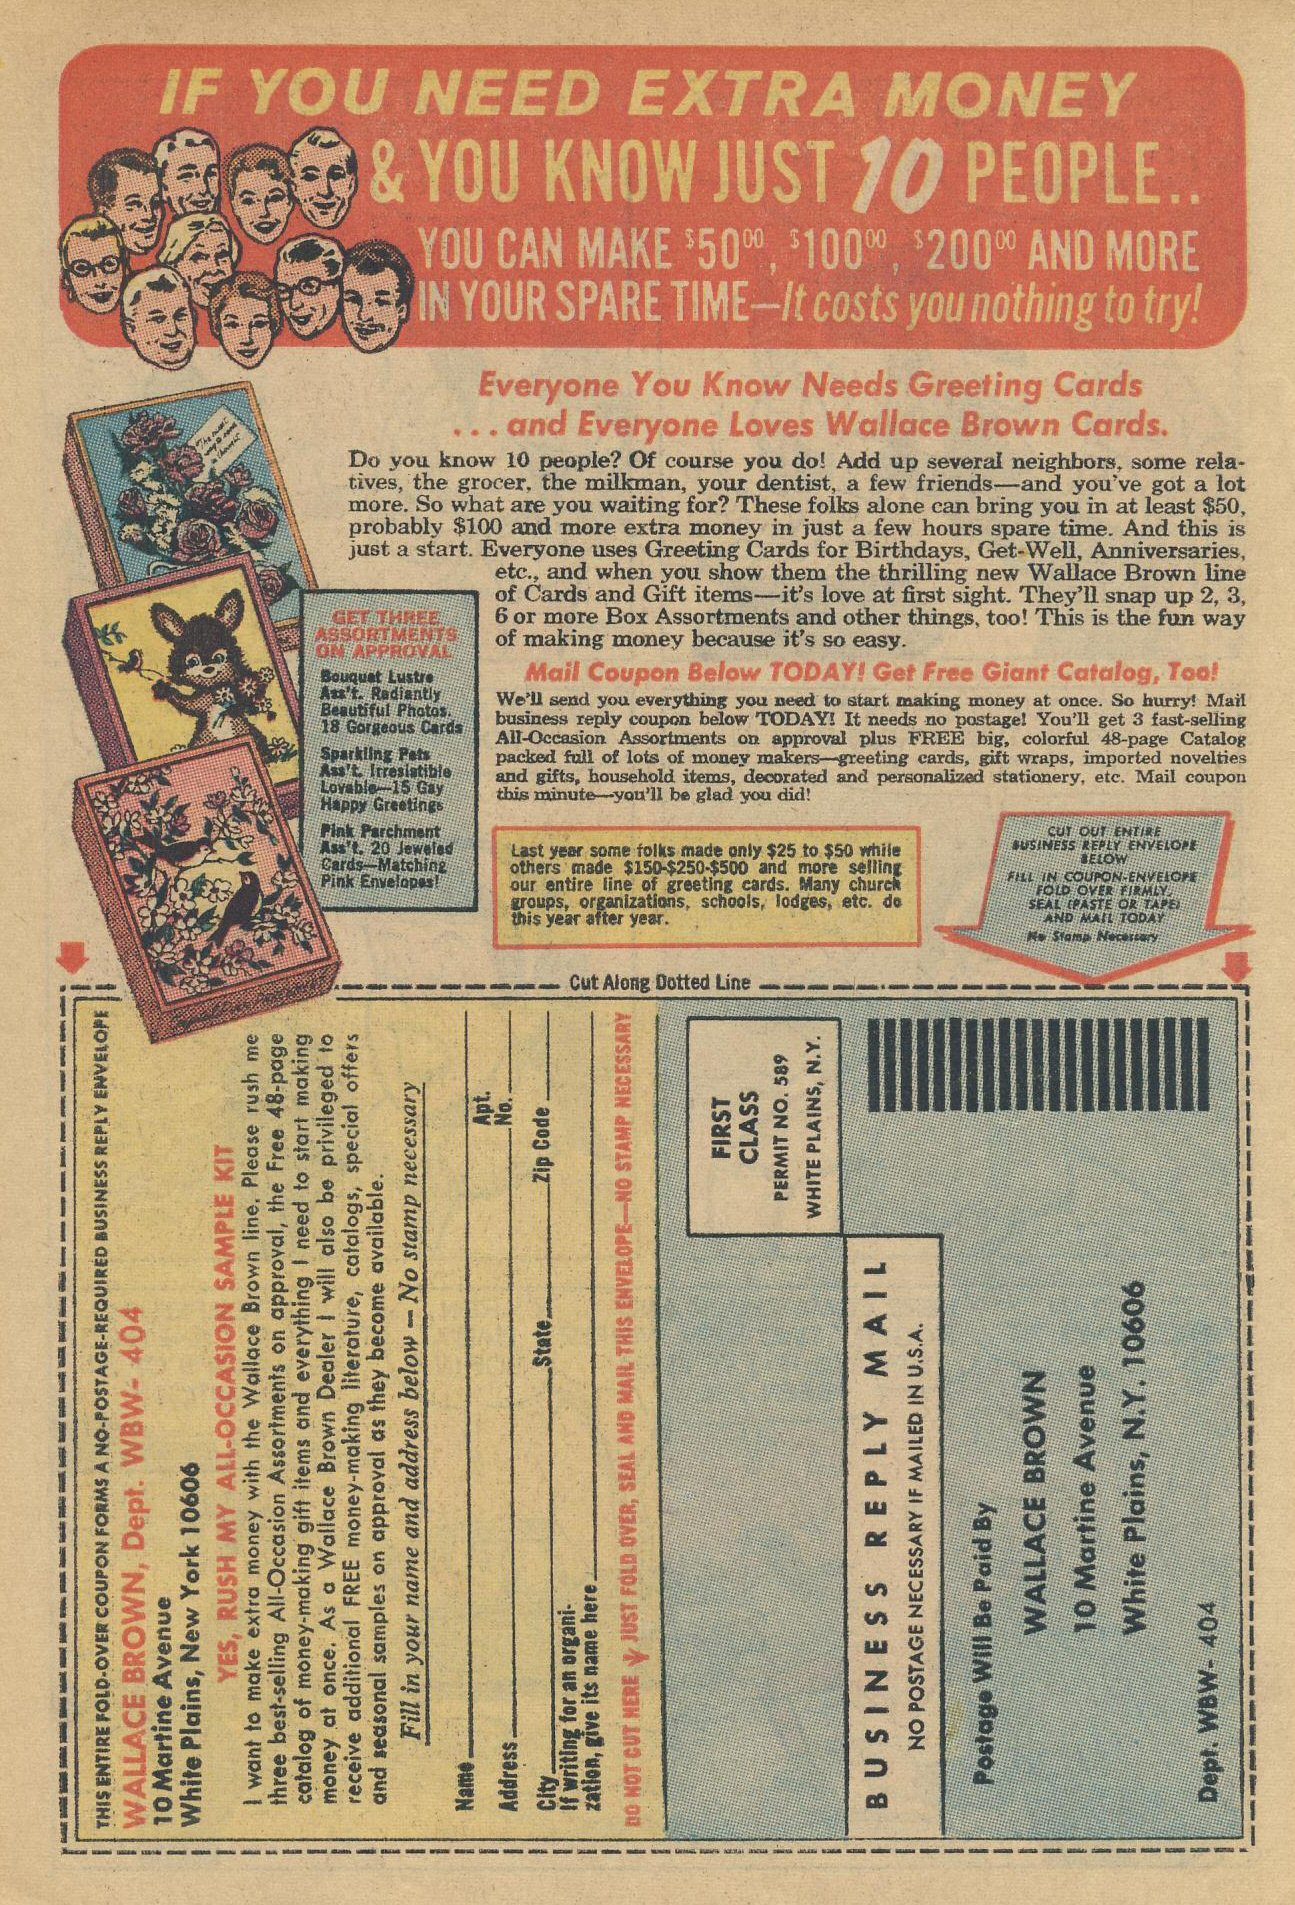 IF YOU NEED EXTRA MONEY
& YOU KNOW JUST 10 PEOPLE..
YOU CAN MAKE $5000, $10000, $20000 AND MORE
IN YOUR SPARE TIME—It costs you nothing to try!
Everyone You Know Needs Greeting Cards
...and Everyone Loves Wallace Brown Cards.
Do you know 10 people? Of course you do! Add up several neighbors, some rela-
tives, the grocer, the milkman, your dentist, a few friends—and you've got a lot
more. So what are you waiting for? These folks alone can bring you in at least $50,
probably $100 and more extra money in just a few hours spare time. And this is
just a start. Everyone uses Greeting Cards for Birthdays, Get-Well, Anniversaries,
etc., and when you show them the thrilling new Wallace Brown line
of Cards and Gift items—it's love at first sight. They'll snap up 2, 3,
6 or more Box Assortments and other things, too! This is the fun way
of making money because it's so easy.
GET THREE
ASSORTMENTS
ON APPROVAL
Bouquet Lustre
Ass't. Radiantly
Beautiful Photos.
18 Gorgeous Cards
Sparkling Pets
Ass't. Irresistible
Lovable—15 Gay
Happy Greetings
Pink Parchment
Ass't. 20 Jeweled
Cards—Matching
Pink Envelopes!
Mail Coupon Below TODAY! Get Free Giant Catalog, Too!
We'll send you everything you need to start making money at once. So hurry! Mail
business reply coupon below TODAY! It needs no postage! You'll get 3 fast-selling
All-Occasion Assortments on approval plus FREE big, colorful 48-page Catalog
packed full of lots of money makers—greeting cards, gift wraps, imported novelties
and gifts, household items, decorated and personalized stationery, etc. Mail coupon
this minute—you'll be glad you did!
Last year some folks made only $25 to $50 while
others made $150-$250-$500 and more selling
our entire line of greeting cards. Many church
groups, organizations, schools, lodges, etc. do
this year after year.
CUT OUT ENTIRE
BUSINESS REPLY ENVELOPE
BELOW
FILL IN COUPON-ENVELOPE
FOLD OVER FIRMLY,
SEAL (PASTE OR TAPE)
AND MAIL TODAY
No Stamp Necessary
Cut Along Dotted Line
THIS ENTIRE FOLD-OVER COUPON FORMS A NO-POSTAGE-REQUIRED BUSINESS REPLY ENVELOPE
WALLACE BROWN, Dept. WBW- 404
10 Martine Avenue
White Plains, New York 10606
YES, RUSH MY ALL-OCCASION SAMPLE KIT
I want to make extra money with the Wallace Brown line. Please rush me
three best-selling All-Occasion Assortments on approval, the Free 48-page
catalog of money-making gift items and everything I need to start making
money at once. As a Wallace Brown Dealer I will also be privileged to
receive additional FREE money-making literature, catalogs, special offers
and seasonal samples on approval as they become available.
Fill in your name and address below — No stamp necessary
Name
Address Apt. No.
City State Zip Code
If writing for an organi-
zation, give its name here
DO NOT CUT HERE JUST FOLD OVER, SEAL AND MAIL THIS ENVELOPE—NO STAMP NECESSARY
FIRST
CLASS
PERMIT NO. 589
WHITE PLAINS, N.Y.
BUSINESS REPLY MAIL
NO POSTAGE NECESSARY IF MAILED IN U.S.A.
Postage Will Be Paid By
WALLACE BROWN
10 Martine Avenue
White Plains, N.Y. 10606
Dept. WBW- 404